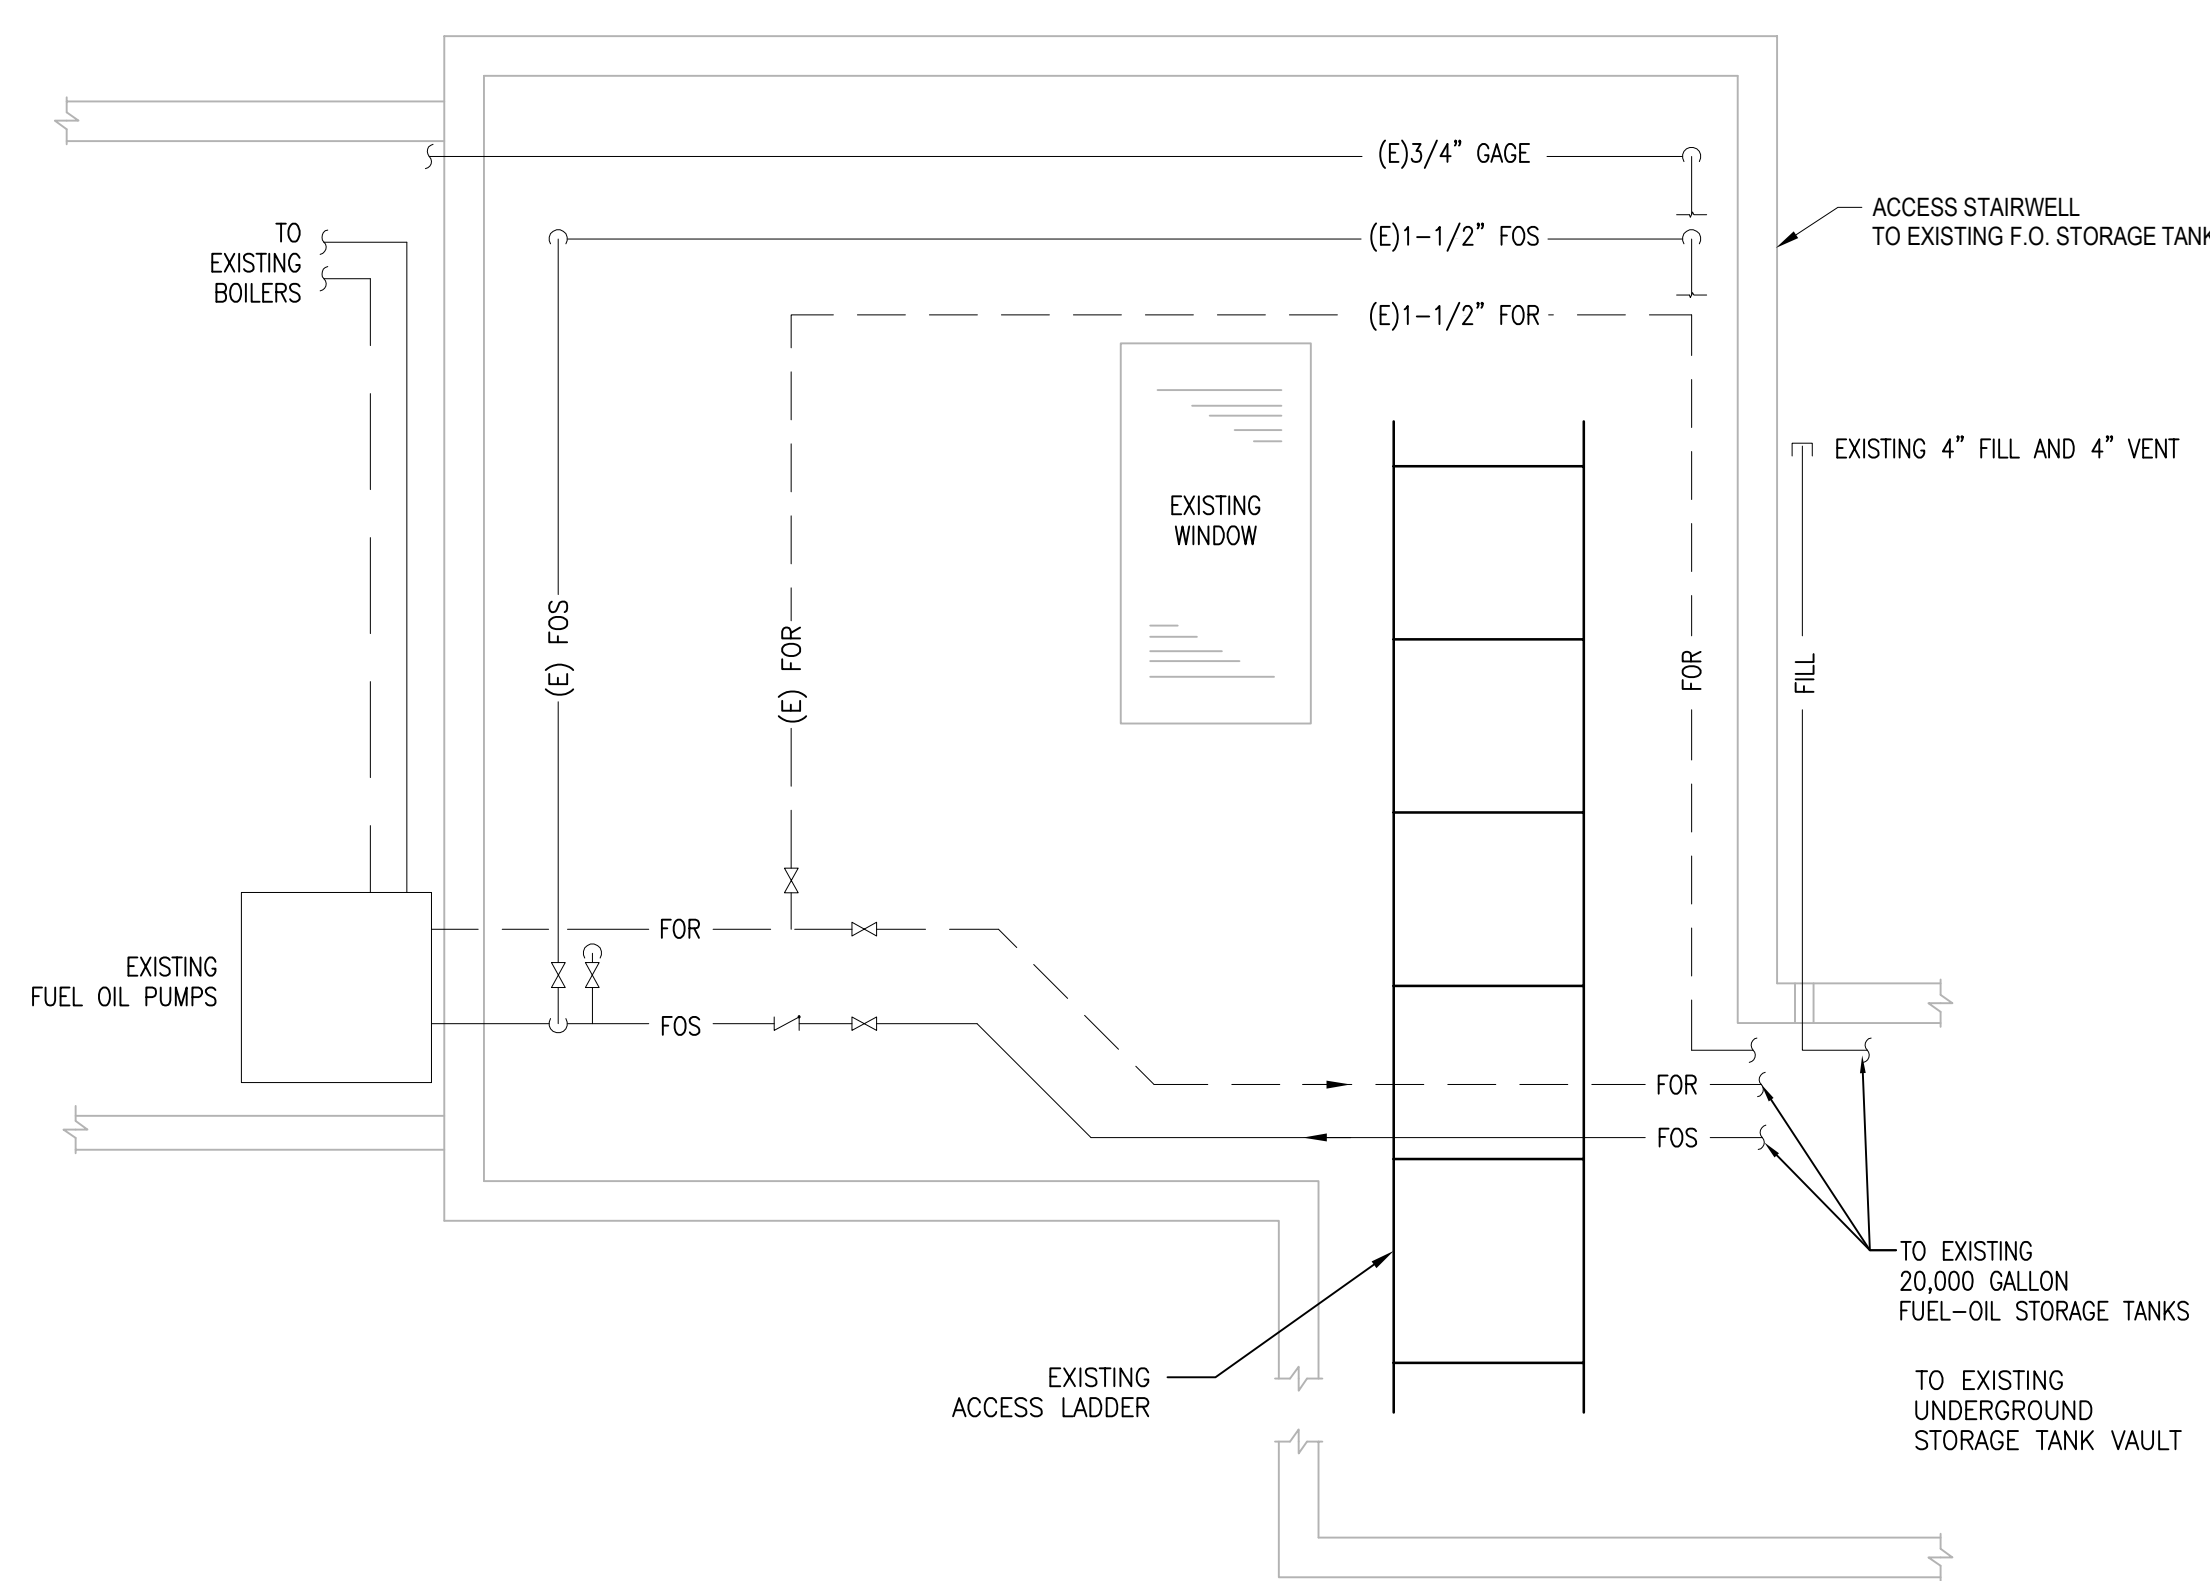 (E)3/4" GAGE
ACCESS STAIRWELL
TO EXISTING F.O. STORAGE TANK
TO
EXISTING
BOILERS
(E)1-1/2" FOS
(E)1-1/2" FOR
EXISTING 4" FILL AND 4" VENT
EXISTING
WINDOW
(E) FOS
(E) FOR
FOR
FILL
FOR
EXISTING
FUEL OIL PUMPS
FOS
FOR
FOS
TO EXISTING
20,000 GALLON
FUEL-OIL STORAGE TANKS
EXISTING
ACCESS LADDER
TO EXISTING
UNDERGROUND
STORAGE TANK VAULT